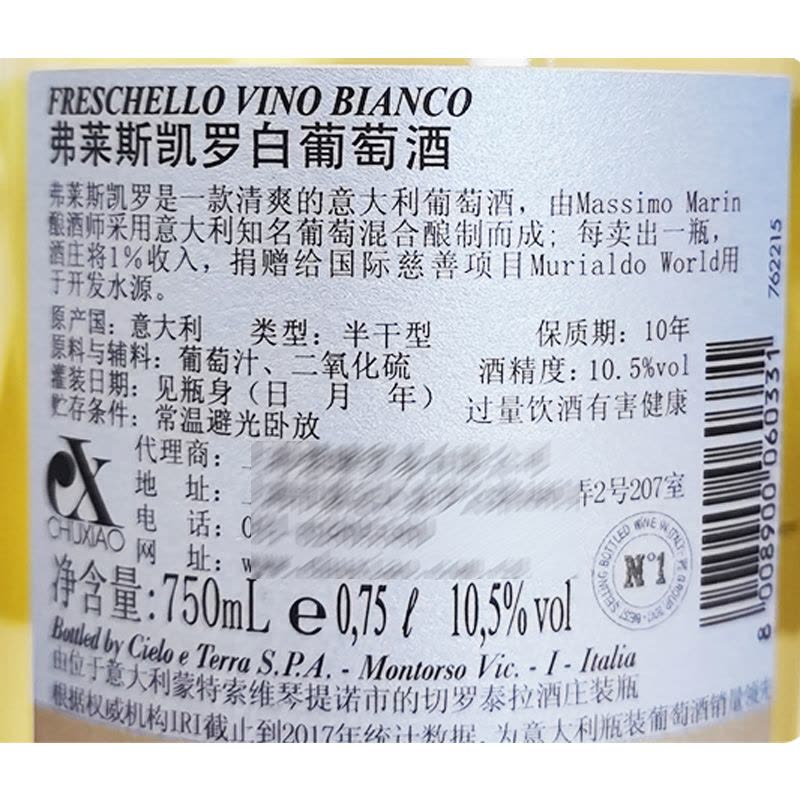 FRESCHELLO VINO BIANCO
弗莱斯凯罗白葡萄酒
弗莱斯凯罗是一款清爽的意大利葡萄酒，由Massimo Marin
酿酒师采用意大利知名葡萄混合酿制而成；每卖出一瓶，
酒庄将1%收入，捐赠给国际慈善项目Murialdo World用
于开发水源。
原产国：意大利 类型：半干型 保质期：10年
原料与辅料：葡萄汁、二氧化硫 酒精度：10.5%vol
灌装日期：见瓶身（日 月 年） 过量饮酒有害健康
贮存条件：常温避光卧放
代理商：
地 址： 弄2号207室
电 话：0
网 址：w
CHUXIAO
净含量：750mL e 0,75 ℓ 10,5% vol
Bottled by Cielo e Terra S.P.A. - Montorso Vic. - I - Italia
由位于意大利蒙特索维琴提诺市的切罗泰拉酒庄装瓶
根据权威机构IRI截止到2017年统计数据，为意大利瓶装葡萄酒销量领先
762215
8 008900 060331
BEST SELLING BOTTLED WINE IN ITALY
N°1